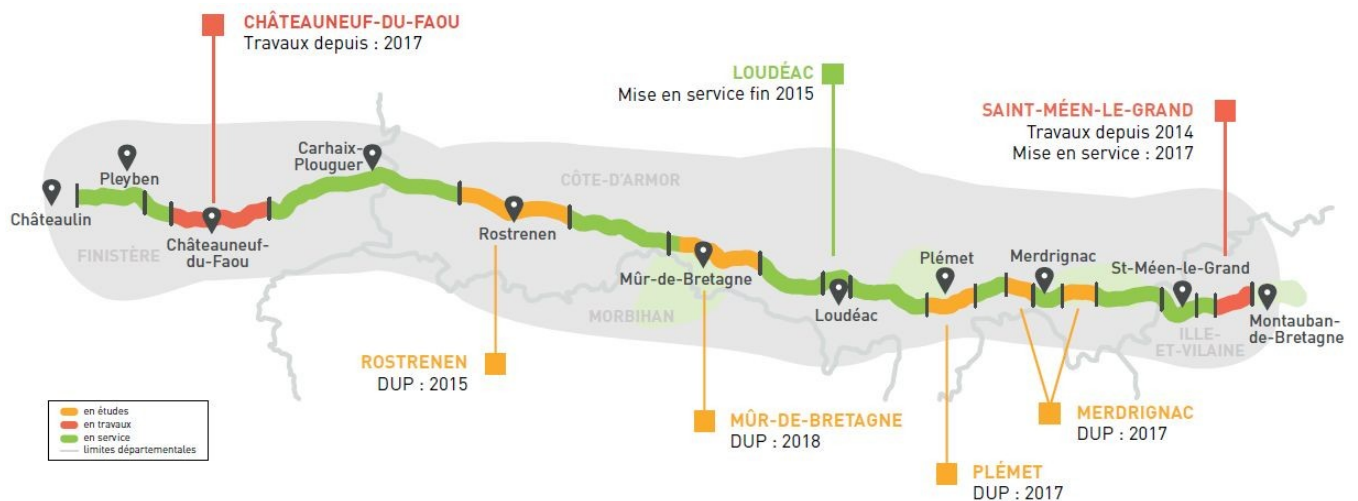 CHÂTEAUNEUF-DU-FAOU
Travaux depuis : 2017
LOUDÉAC
Mise en service fin 2015
SAINT-MÉEN-LE-GRAND
Travaux depuis 2014
Mise en service : 2017
Carhaix-
Plouguer
Pleyben
Châteaulin
CÔTE-D'ARMOR
FINISTÈRE
Châteauneuf-
du-Faou
Rostrenen
Mûr-de-Bretagne
MORBIHAN
Loudéac
Plémet
Merdrignac
St-Méen-le-Grand
ILLE-
ET-VILAINE
Montauban-
de-Bretagne
ROSTRENEN
DUP : 2015
MÛR-DE-BRETAGNE
DUP : 2018
MERDRIGNAC
DUP : 2017
PLÉMET
DUP : 2017
en études
en travaux
en service
limites départementales